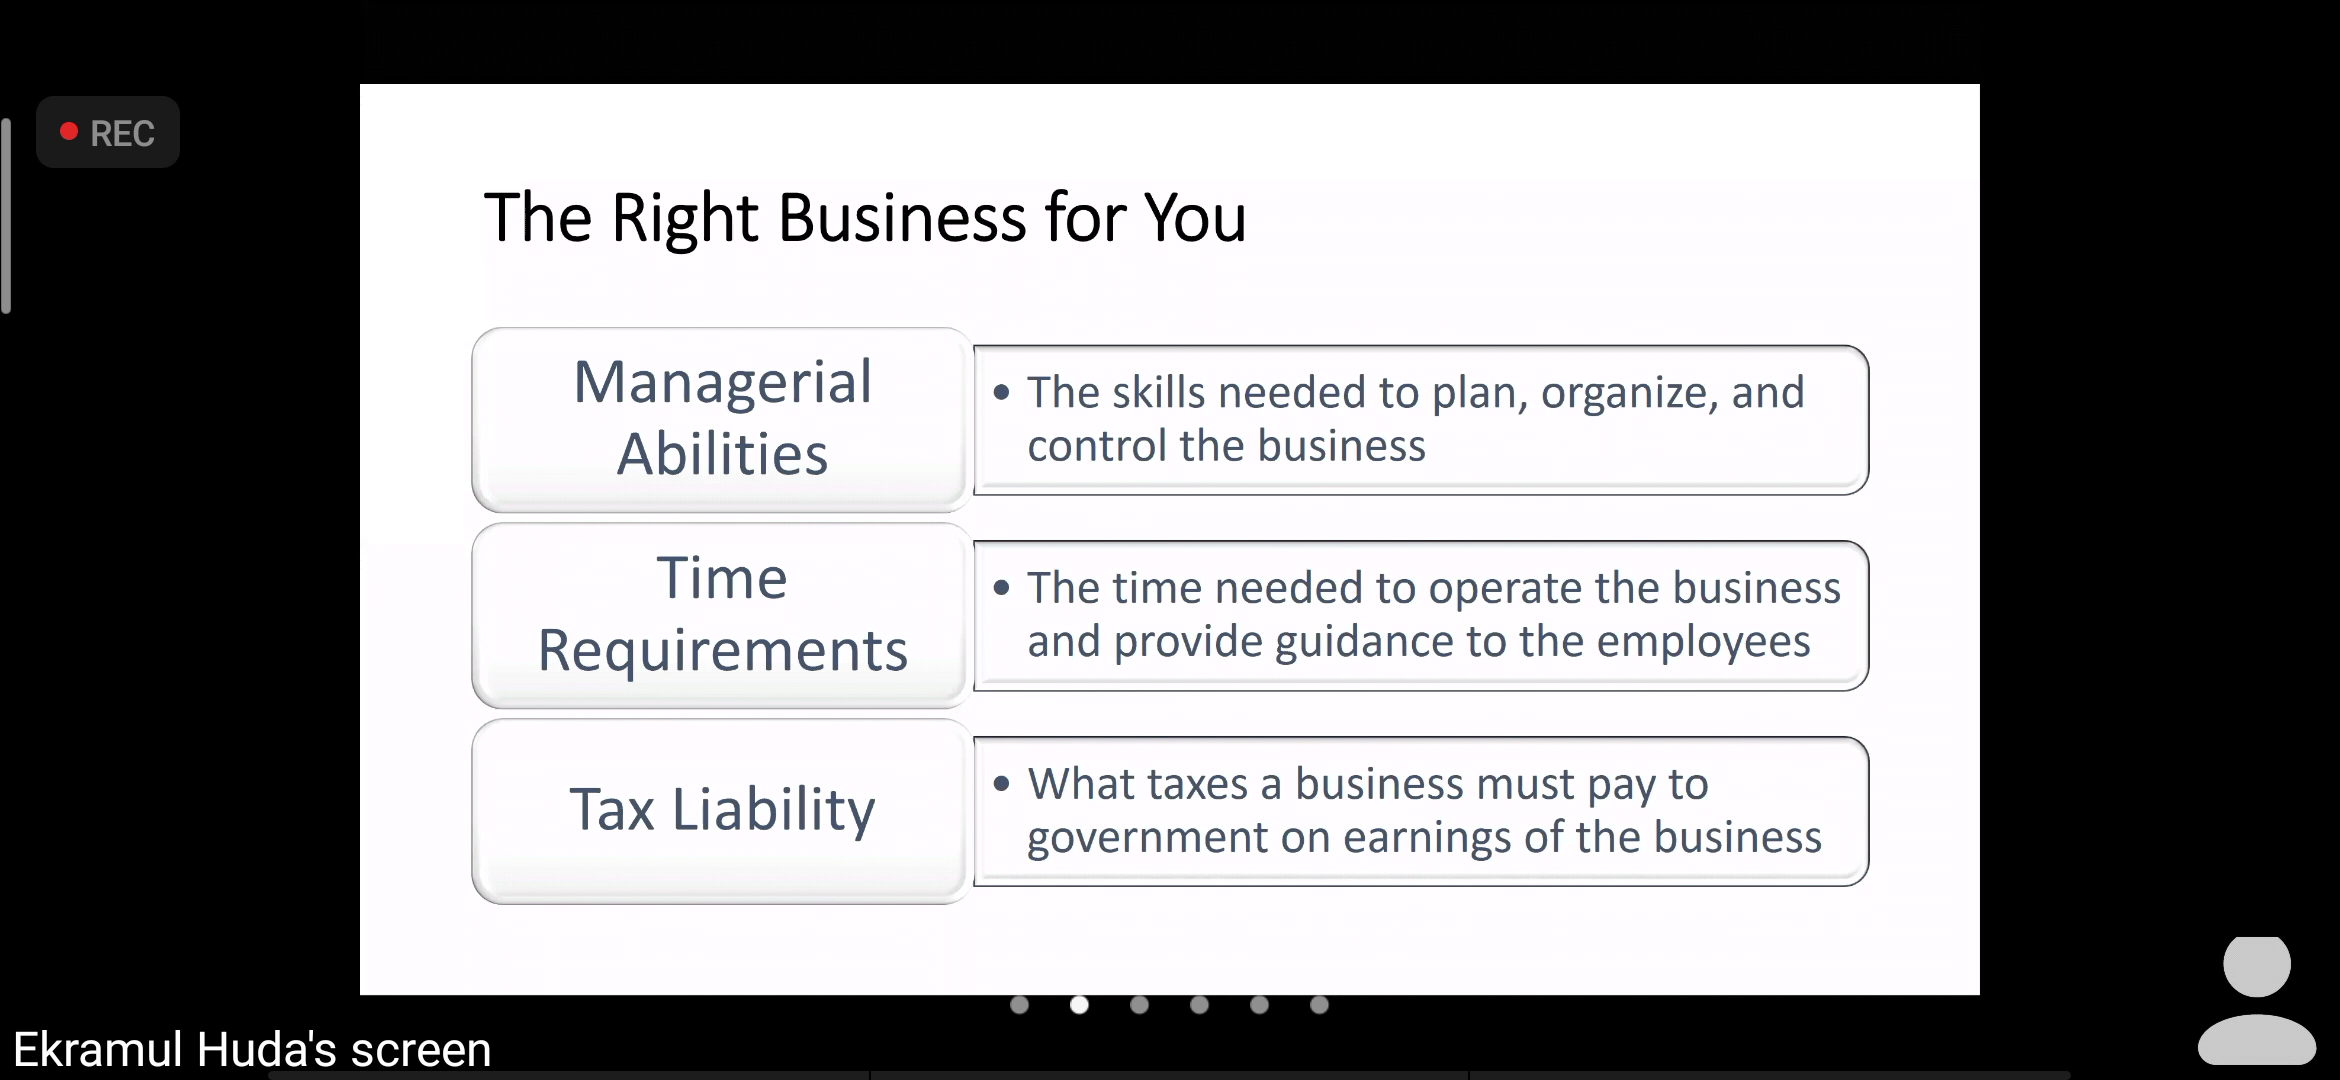 REC
The Right Business for You
Managerial
Abilities
• The skills needed to plan, organize, and
control the business
Time
Requirements
• The time needed to operate the business
and provide guidance to the employees
Tax Liability
• What taxes a business must pay to
government on earnings of the business
Ekramul Huda's screen